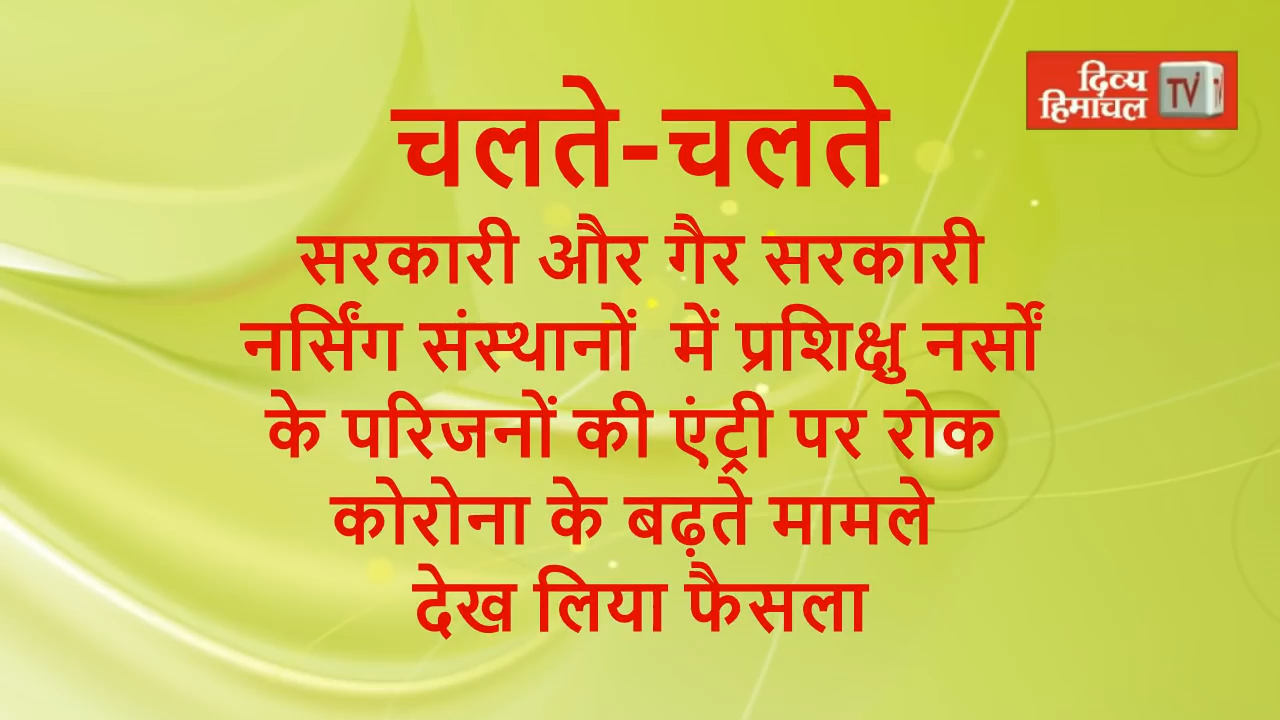 दिव्य
हिमाचल TV
चलते-चलते
सरकारी और गैर सरकारी
नर्सिंग संस्थानों में प्रशिक्षु नर्सों
के परिजनों की एंट्री पर रोक
कोरोना के बढ़ते मामले
देख लिया फैसला